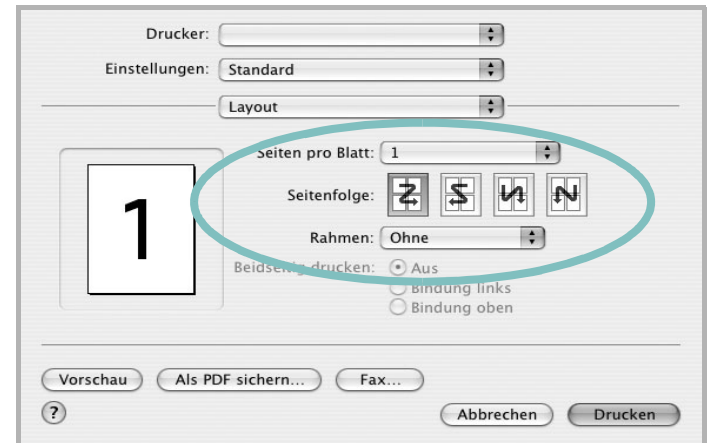 Drucker:
Einstellungen: Standard
Layout
Seiten pro Blatt: 1
Seitenfolge:
Rahmen: Ohne
Beidseitig drucken: Aus
Bindung links
Bindung oben
1
Vorschau Als PDF sichern... Fax...
? Abbrechen Drucken